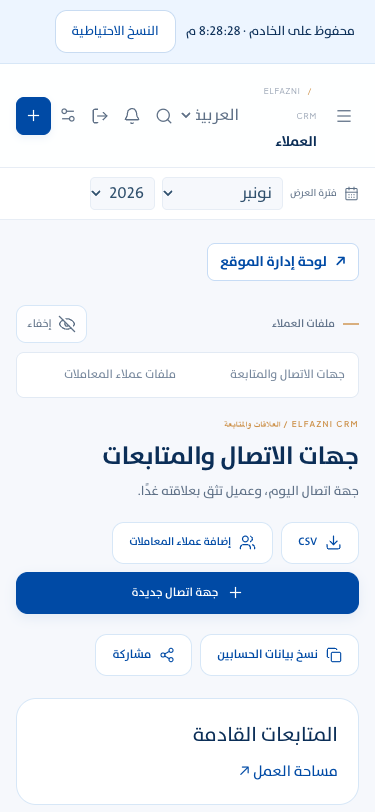 محفوظ على الخادم · 8:28:28 م
النسخ الاحتياطية
ELFAZNI /
CRM
العملاء
العربية
فترة العرض
نونبر
2026
لوحة إدارة الموقع ↗
ملفات العملاء
إخفاء
جهات الاتصال والمتابعة
ملفات عملاء المعاملات
ELFAZNI CRM / العلاقات والمتابعة
جهات الاتصال والمتابعات
جهة اتصال اليوم، وعميل تثق بعلاقته غدًا.
CSV
إضافة عملاء المعاملات
جهة اتصال جديدة
نسخ بيانات الحسابين
مشاركة
المتابعات القادمة
مساحة العمل ↗